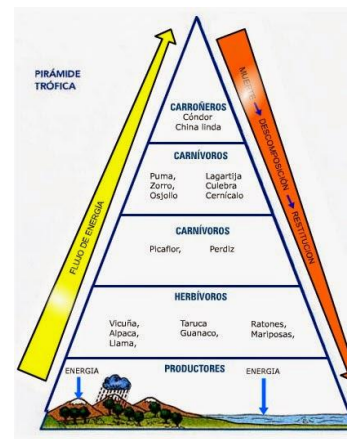 PIRÁMIDE
TRÓFICA
FLUJO DE ENERGÍA
MUERTE → DESCOMPOSICIÓN → RESTITUCION
CARROÑEROS
Cóndor
China linda
CARNÍVOROS
Puma, Lagartija
Zorro, Culebra
Osjollo Cernícalo
CARNÍVOROS
Picaflor, Perdiz
HERBÍVOROS
Vicuña, Taruca Ratones,
Alpaca, Guanaco, Mariposas,
Llama,
ENERGIA PRODUCTORES ENERGIA